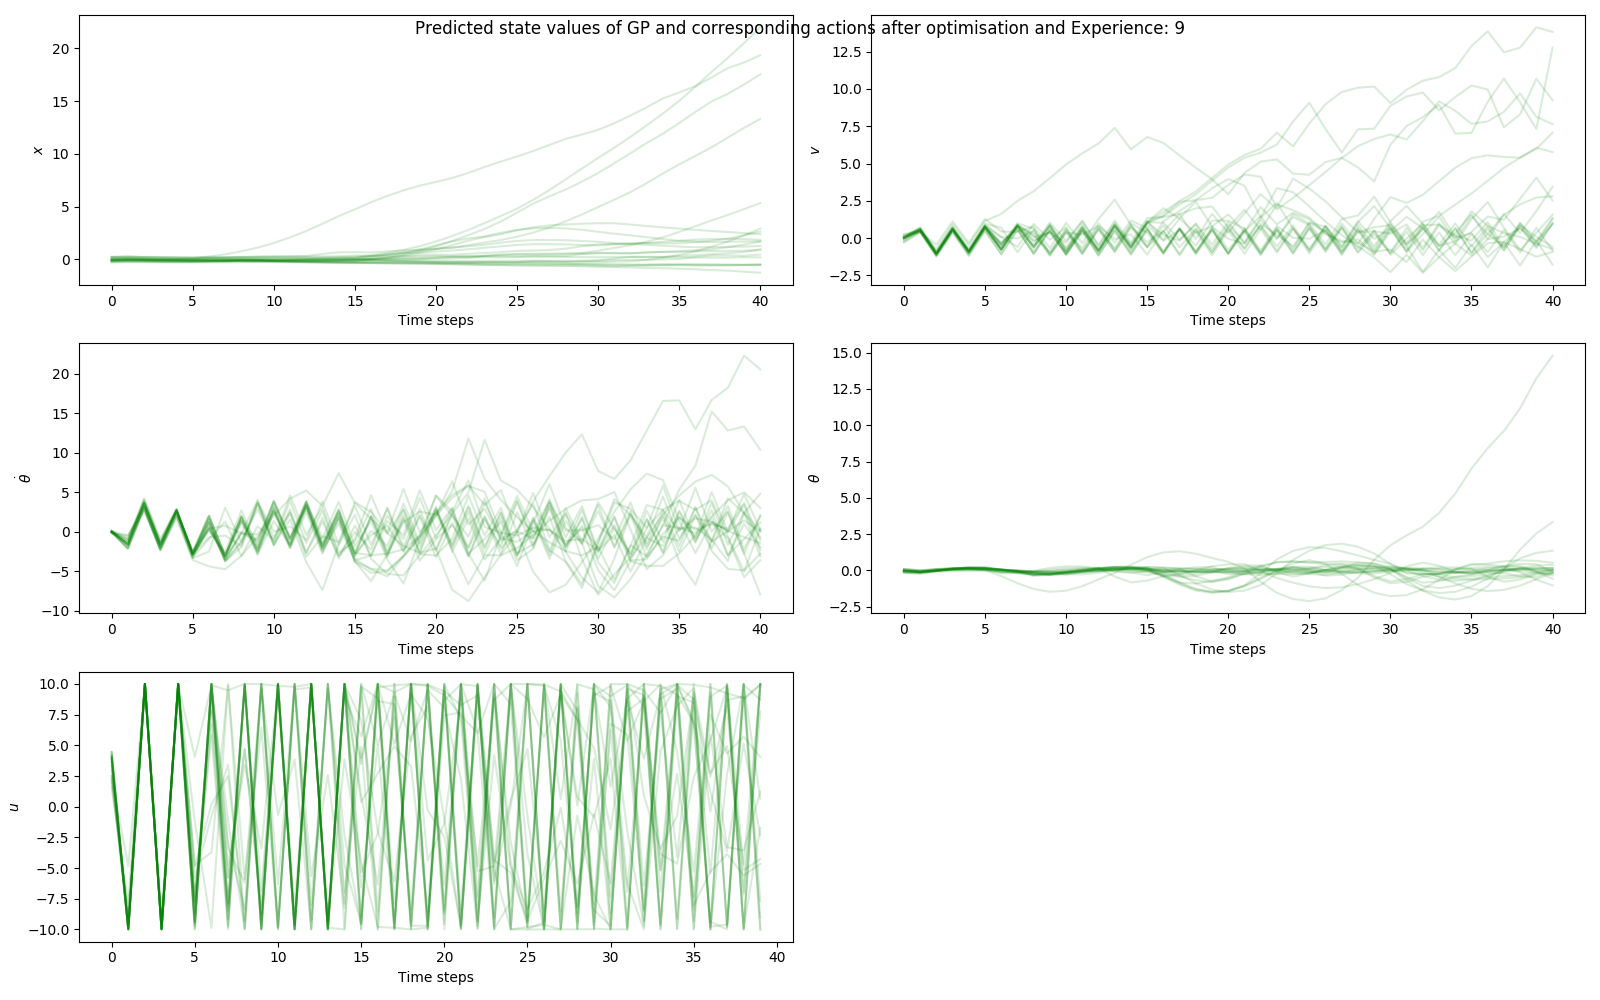 Predicted state values of GP and corresponding actions after optimisation and Experience: 9
20
15
10
5
0
x
0 5 10 15 20 25 30 35 40
Time steps
12.5
10.0
7.5
5.0
2.5
0.0
−2.5
v
0 5 10 15 20 25 30 35 40
Time steps
20
15
10
5
0
−5
−10
θ̇
0 5 10 15 20 25 30 35 40
Time steps
15.0
12.5
10.0
7.5
5.0
2.5
0.0
−2.5
θ
0 5 10 15 20 25 30 35 40
Time steps
10.0
7.5
5.0
2.5
0.0
−2.5
−5.0
−7.5
−10.0
u
0 5 10 15 20 25 30 35 40
Time steps